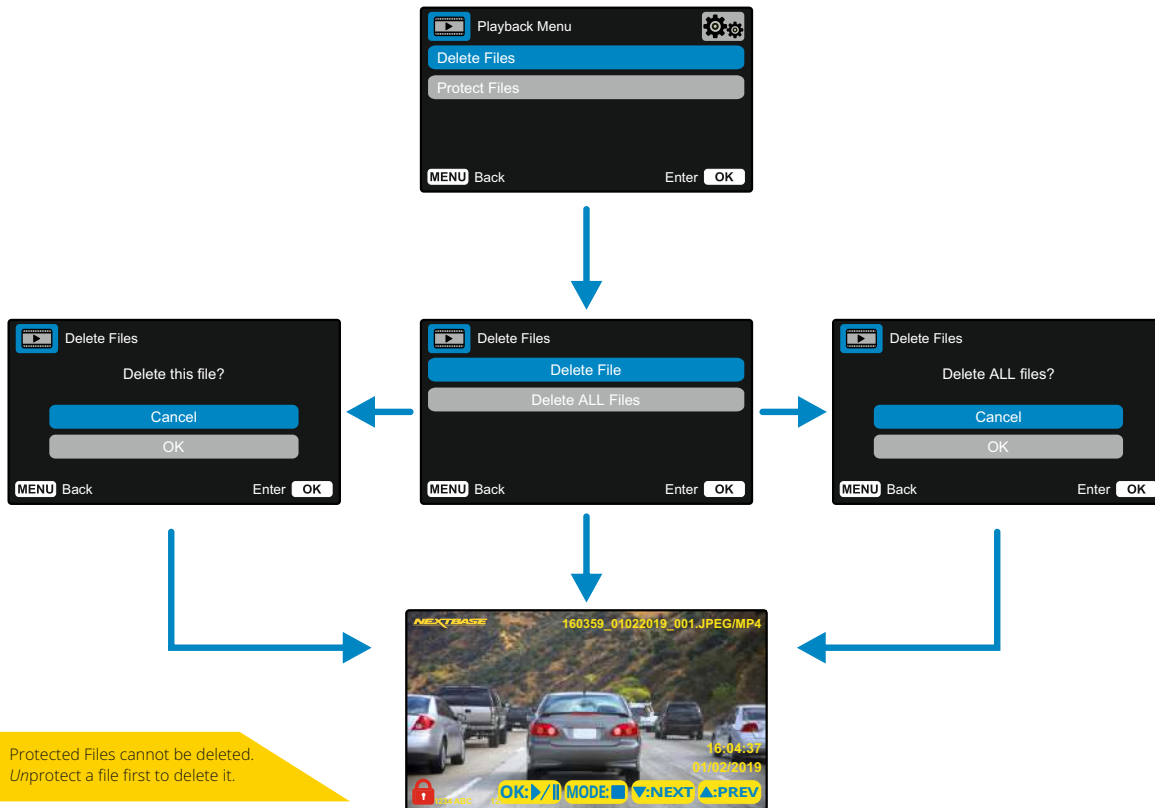 Playback Menu
Delete Files
Protect Files
MENU Back Enter OK
Delete Files
Delete this file?
Cancel
OK
MENU Back Enter OK
Delete Files
Delete File
Delete ALL Files
MENU Back Enter OK
Delete Files
Delete ALL files?
Cancel
OK
MENU Back Enter OK
NEXTBASE 160359_01022019_001.JPEG/MP4
16:04:37
01/02/2019
OK: MODE: ▼:NEXT ▲:PREV
Protected Files cannot be deleted.
Unprotect a file first to delete it.